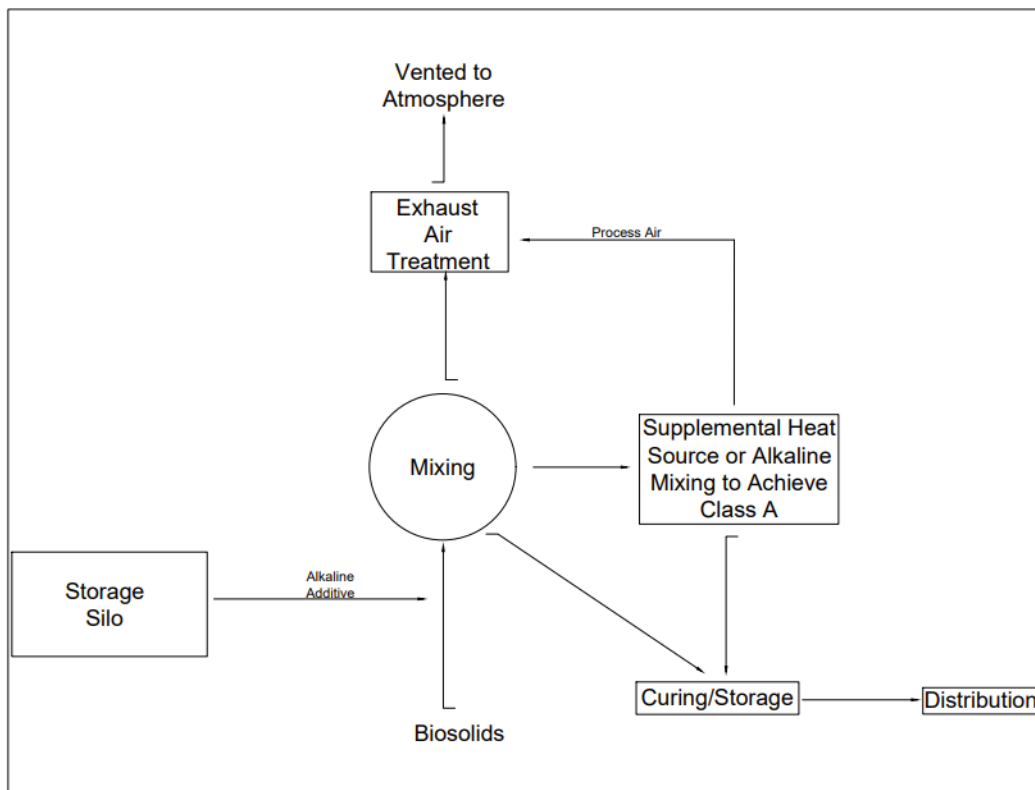 Vented to
Atmosphere
Exhaust
Air
Treatment
Process Air
Mixing
Supplemental Heat
Source or Alkaline
Mixing to Achieve
Class A
Storage
Silo
Alkaline
Additive
Curing/Storage
Distribution
Biosolids